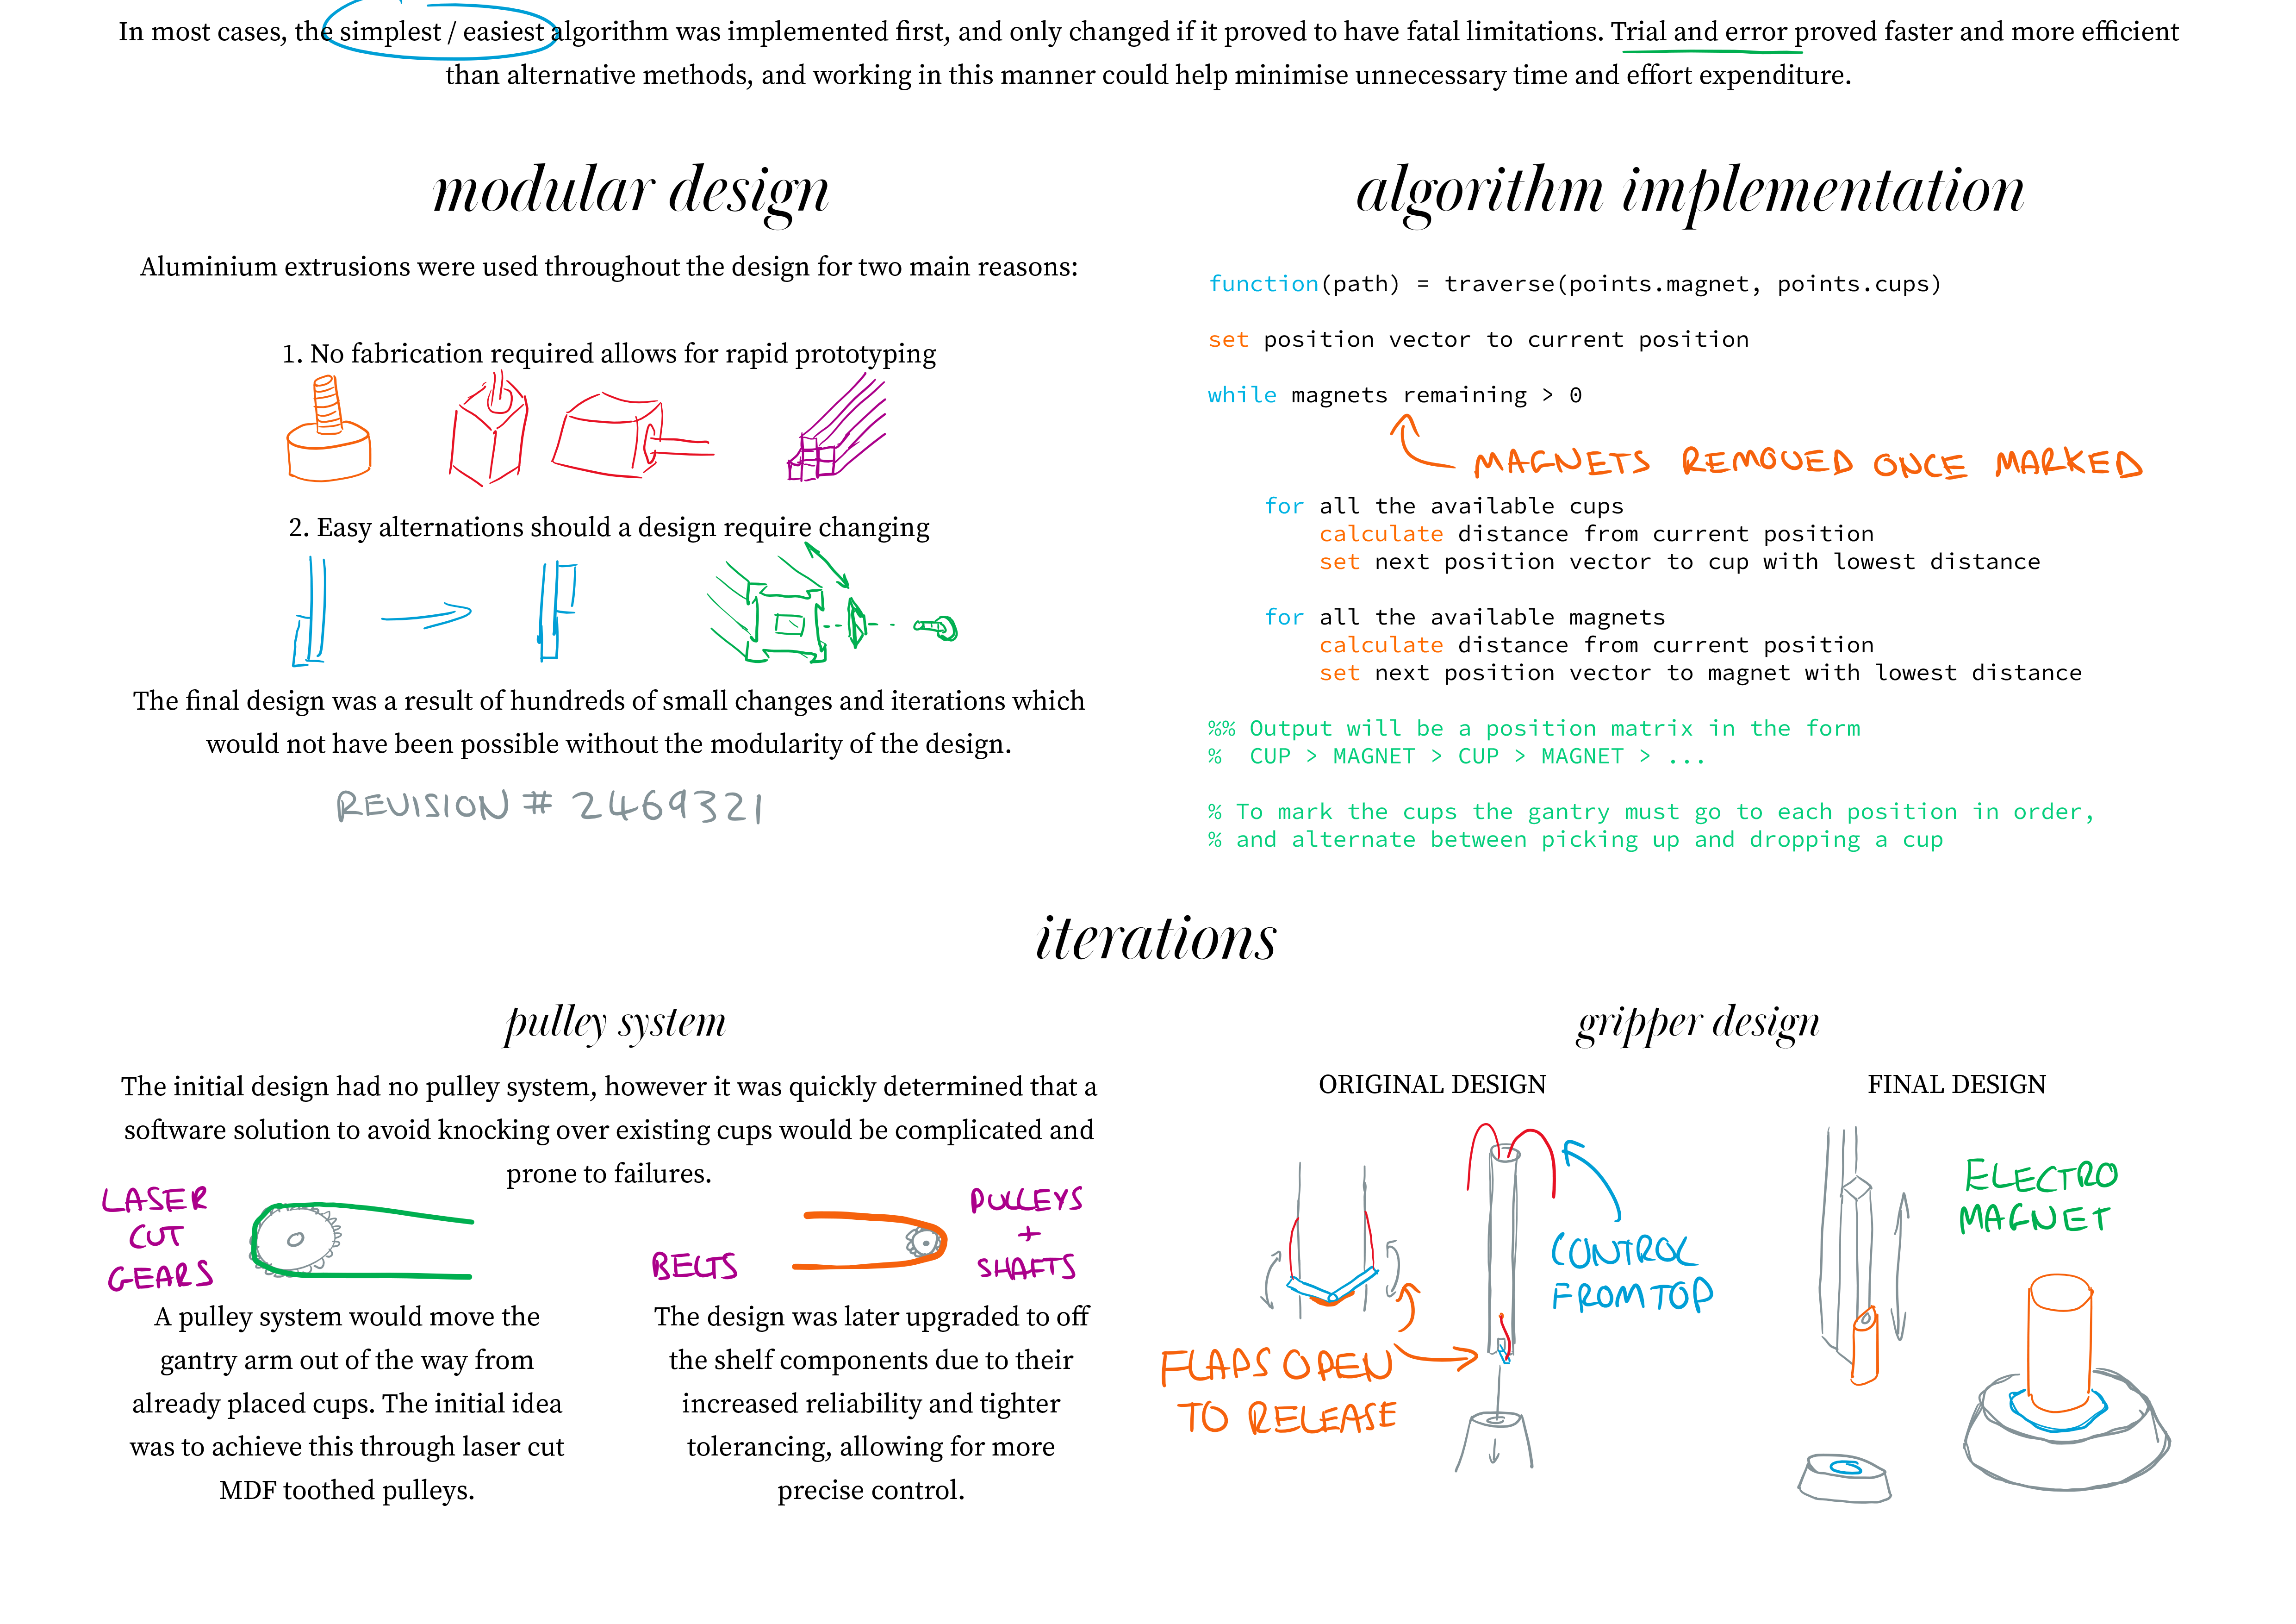 In most cases, the simplest / easiest algorithm was implemented first, and only changed if it proved to have fatal limitations. Trial and error proved faster and more efficient
than alternative methods, and working in this manner could help minimise unnecessary time and effort expenditure.
modular design
Aluminium extrusions were used throughout the design for two main reasons:
1. No fabrication required allows for rapid prototyping
2. Easy alternations should a design require changing
The final design was a result of hundreds of small changes and iterations which
would not have been possible without the modularity of the design.
REVISION # 2469321
algorithm implementation
function(path) = traverse(points.magnet, points.cups)
set position vector to current position
while magnets remaining > 0
MAGNETS REMOVED ONCE MARKED
for all the available cups
calculate distance from current position
set next position vector to cup with lowest distance
for all the available magnets
calculate distance from current position
set next position vector to magnet with lowest distance
%% Output will be a position matrix in the form
% CUP > MAGNET > CUP > MAGNET > ...
% To mark the cups the gantry must go to each position in order,
% and alternate between picking up and dropping a cup
iterations
pulley system
The initial design had no pulley system, however it was quickly determined that a
software solution to avoid knocking over existing cups would be complicated and
prone to failures.
LASER
CUT
GEARS
A pulley system would move the
gantry arm out of the way from
already placed cups. The initial idea
was to achieve this through laser cut
MDF toothed pulleys.
BELTS
PULLEYS
+
SHAFTS
The design was later upgraded to off
the shelf components due to their
increased reliability and tighter
tolerancing, allowing for more
precise control.
gripper design
ORIGINAL DESIGN
CONTROL
FROM TOP
FLAPS OPEN
TO RELEASE
FINAL DESIGN
ELECTRO
MAGNET